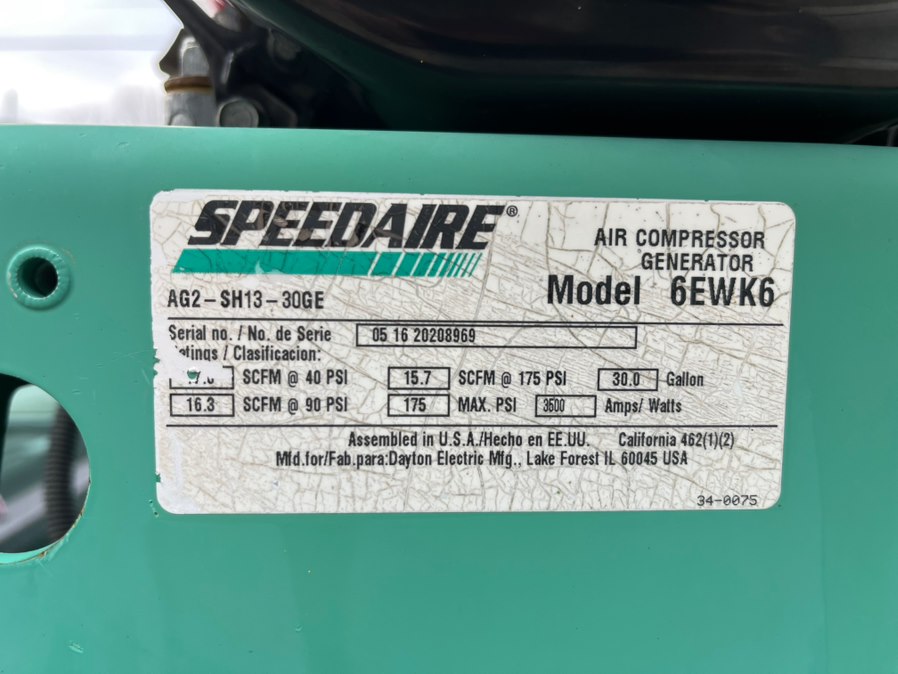 SPEEDAIRE®
AIR COMPRESSOR
GENERATOR
AG2-SH13-30GE
Model 6EWK6
Serial no. / No. de Serie 05 16 20208969
/ Clasificacion:
SCFM @ 40 PSI 15.7 SCFM @ 175 PSI 30.0 Gallon
16.3 SCFM @ 90 PSI 175 MAX. PSI 3500 Amps/ Watts
Assembled in U.S.A./Hecho en EE.UU. California 462(1)(2)
Mfd.for/Fab.para:Dayton Electric Mfg., Lake Forest IL 60045 USA
34-0075